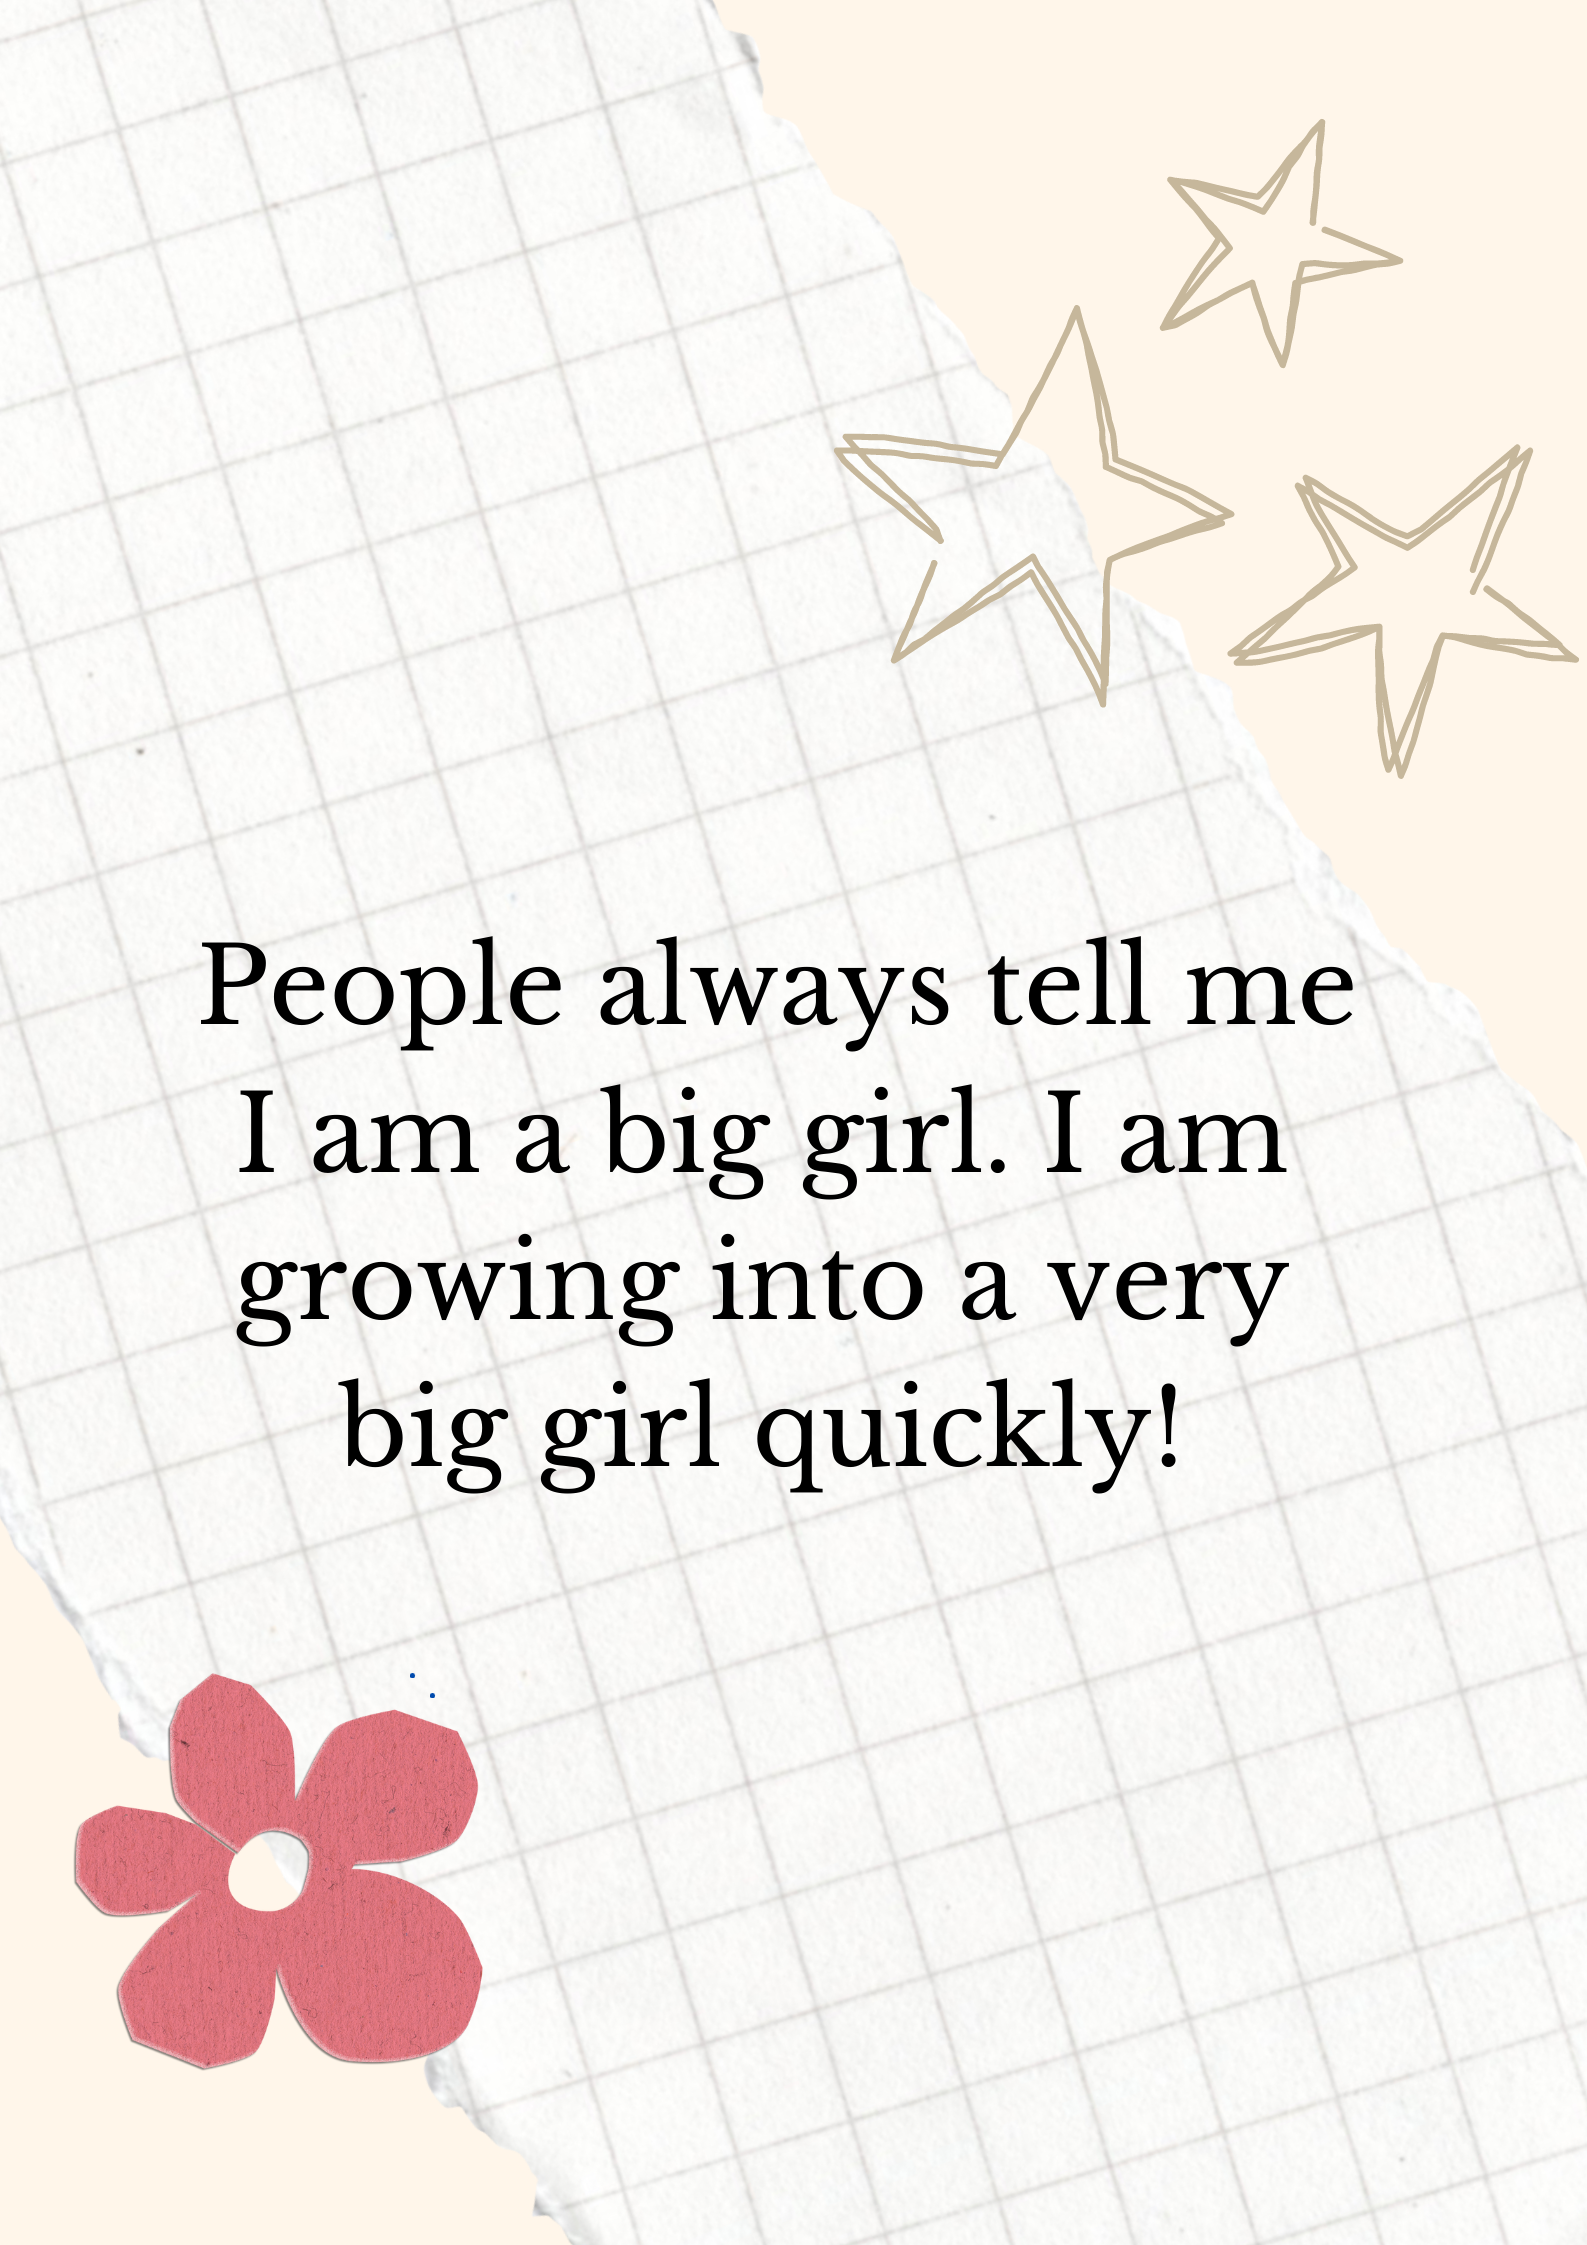 People always tell me
I am a big girl. I am
growing into a very
big girl quickly!